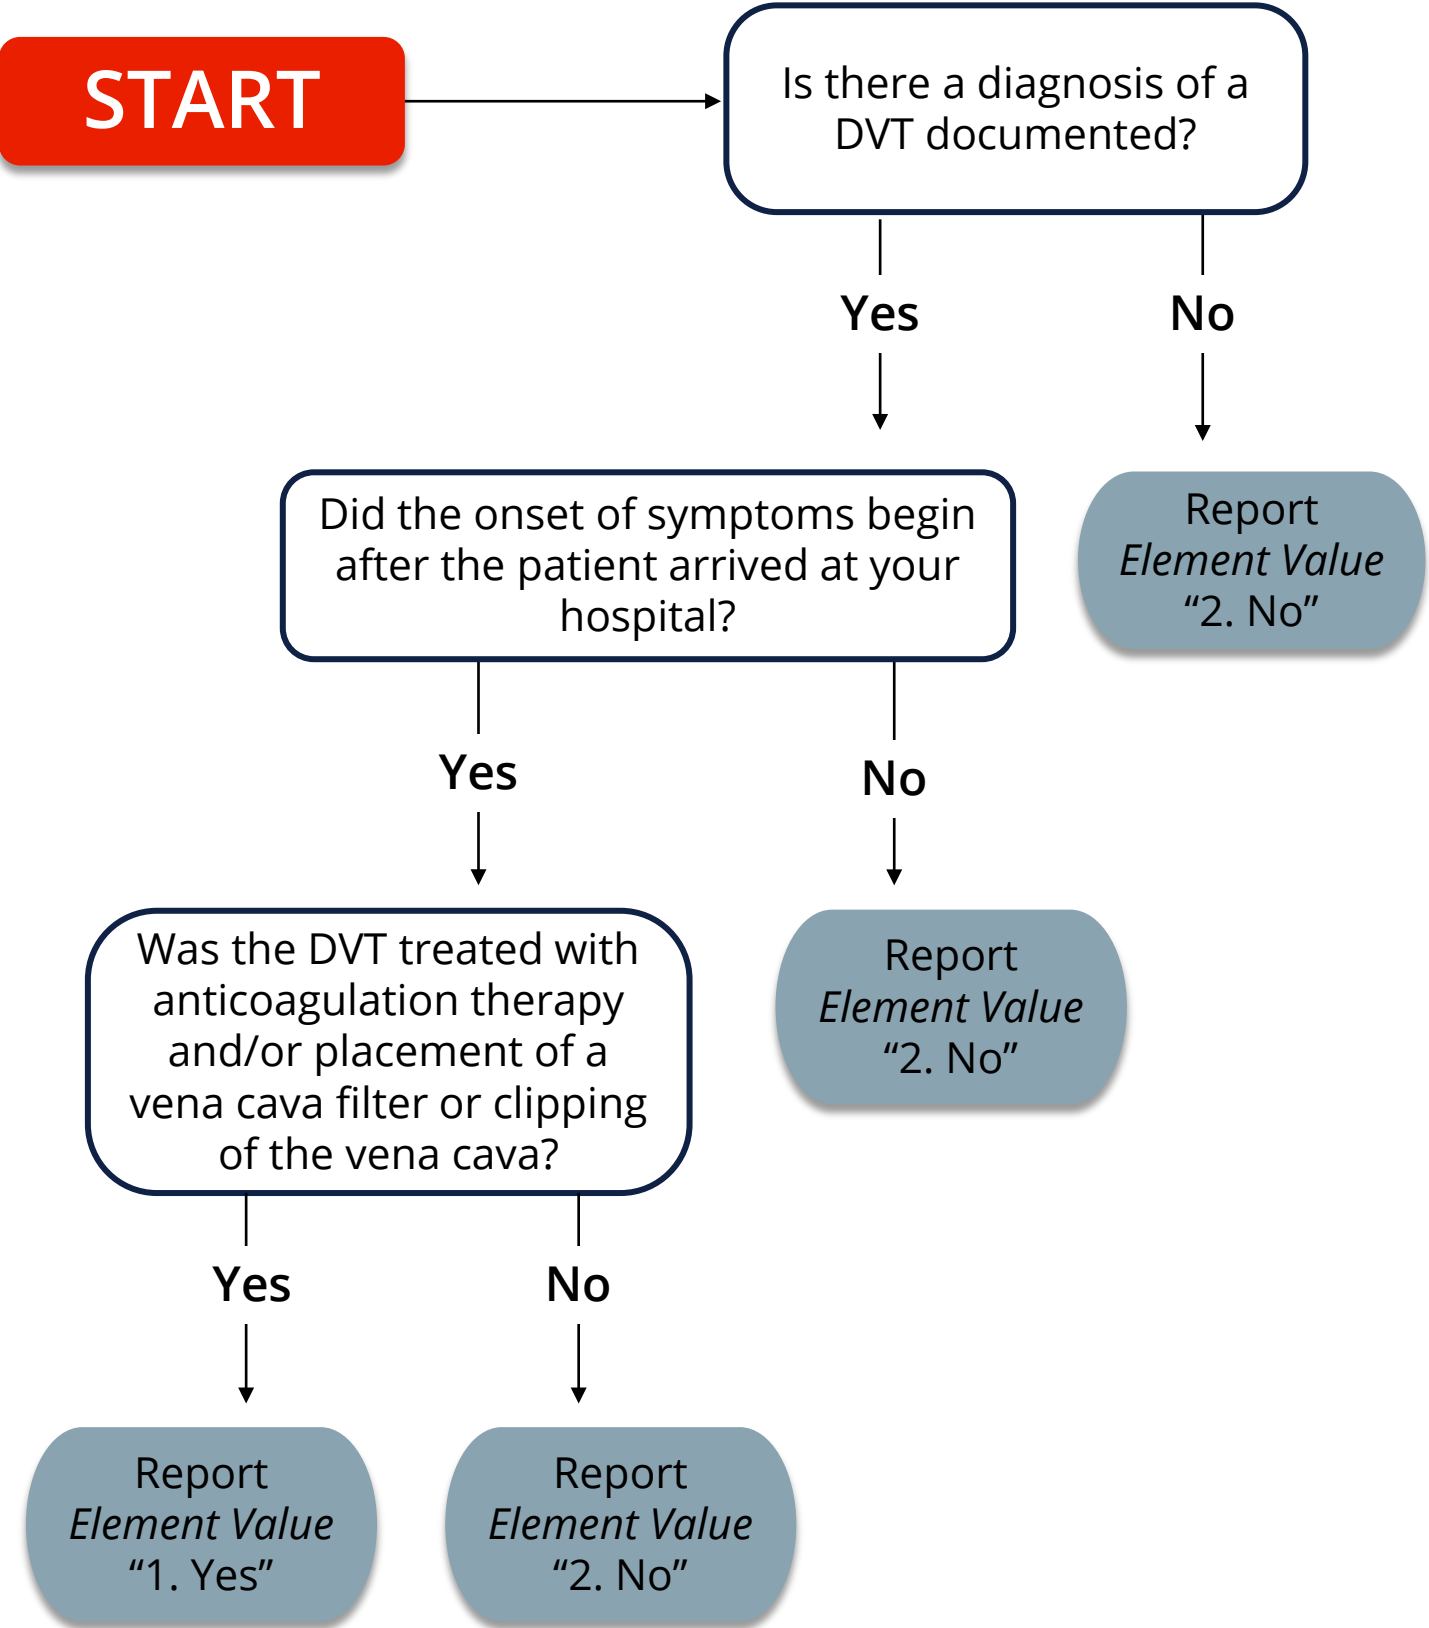 START
Is there a diagnosis of a
DVT documented?
Yes
No
Did the onset of symptoms begin
after the patient arrived at your
hospital?
Report
Element Value
“2. No”
Yes
No
Was the DVT treated with
anticoagulation therapy
and/or placement of a
vena cava filter or clipping
of the vena cava?
Report
Element Value
“2. No”
Yes
No
Report
Element Value
“1. Yes”
Report
Element Value
“2. No”